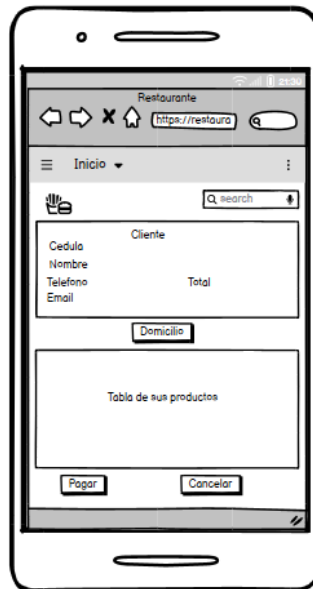 21:30
Restaurante
https://restaura
Inicio
search
Cliente
Cedula
Nombre
Telefono Total
Email
Domicilio
Tabla de sus productos
Pagar Cancelar